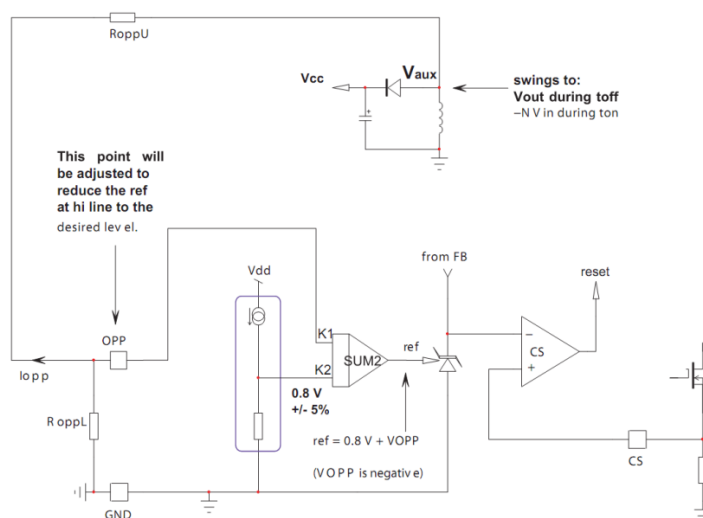 RoppU
Vcc
Vaux
swings to:
Vout during toff
–N V in during ton
This point will
be adjusted to
reduce the ref
at hi line to the
desired lev el.
from FB
reset
Vdd
OPP
K1
ref
CS
SUM2
Iopp
K2
0.8 V
+/- 5%
R oppL
ref = 0.8 V + VOPP
(V O P P is negativ e)
CS
GND
−
+